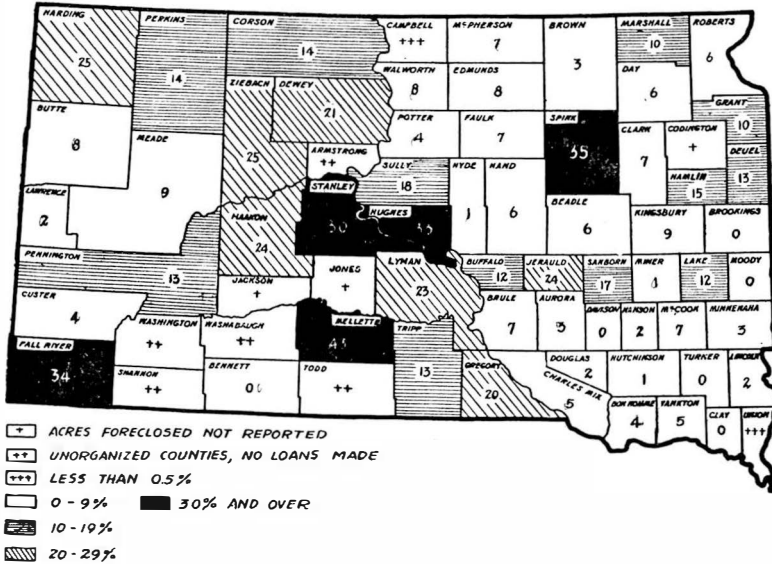 HARDING
25
PERKINS
14
CORSON
14
CAMPBELL
+++
McPHERSON
7
BROWN
3
MARSHALL
10
ROBERTS
6
WALWORTH
8
EDMUNDS
8
DAY
6
GRANT
10
BUTTE
8
MEADE
9
ZIEBACH
25
DEWEY
21
ARMSTRONG
++
POTTER
4
FAULK
7
SPINK
35
CLARK
7
CODINGTON
+
DEUEL
13
HAMLIN
15
LAWRENCE
2
HAAKON
24
STANLEY
30
SULLY
18
HUGHES
HYDE
1
HAND
6
BEADLE
6
KINGSBURY
9
BROOKINGS
0
PENNINGTON
13
JACKSON
+
JONES
+
LYMAN
23
BUFFALO
12
JERAULD
24
SANBORN
17
MINER
1
LAKE
12
MOODY
0
CUSTER
4
WASHINGTON
++
WASHABAUGH
++
MELLETTE
TRIPP
13
BRULE
7
AURORA
3
DAVISON
0
HANSON
2
McCOOK
7
MINNEHAHA
3
FALL RIVER
34
SHANNON
++
BENNETT
TODD
++
GREGORY
20
CHARLES MIX
5
DOUGLAS
2
HUTCHINSON
1
TURKER
0
LINCOLN
2
BON HOMME
4
YANKTON
5
CLAY
0
UNION
+++
+ ACRES FORECLOSED NOT REPORTED
++ UNORGANIZED COUNTIES, NO LOANS MADE
+++ LESS THAN 0.5%
0 - 9% 30% AND OVER
10 - 19%
20 - 29%